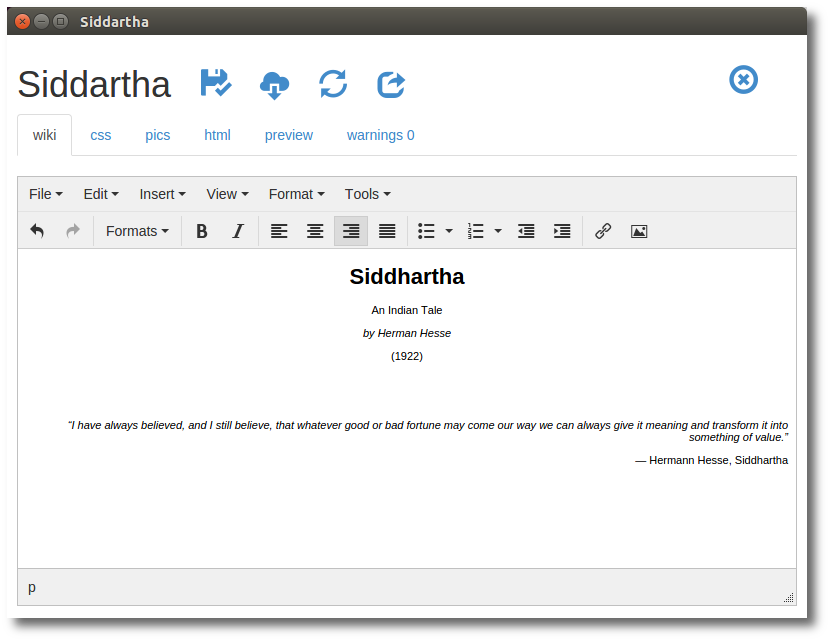 Siddartha
Siddartha
wiki css pics html preview warnings 0
File Edit Insert View Format Tools
Formats B I
Siddhartha
An Indian Tale
by Herman Hesse
(1922)
“I have always believed, and I still believe, that whatever good or bad fortune may come our way we can always give it meaning and transform it into
something of value.”
— Hermann Hesse, Siddhartha
p